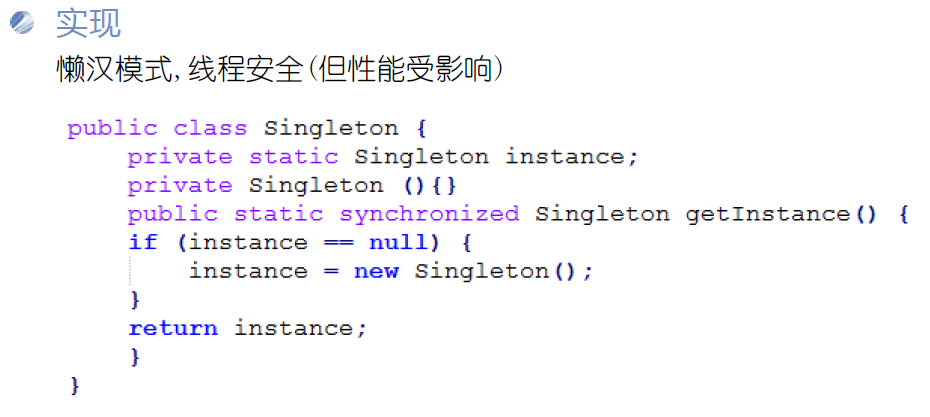 实现
懒汉模式,线程安全(但性能受影响)
public class Singleton {
    private static Singleton instance;
    private Singleton (){}
    public static synchronized Singleton getInstance() {
    if (instance == null) {
        instance = new Singleton();
    }
    return instance;
    }
}